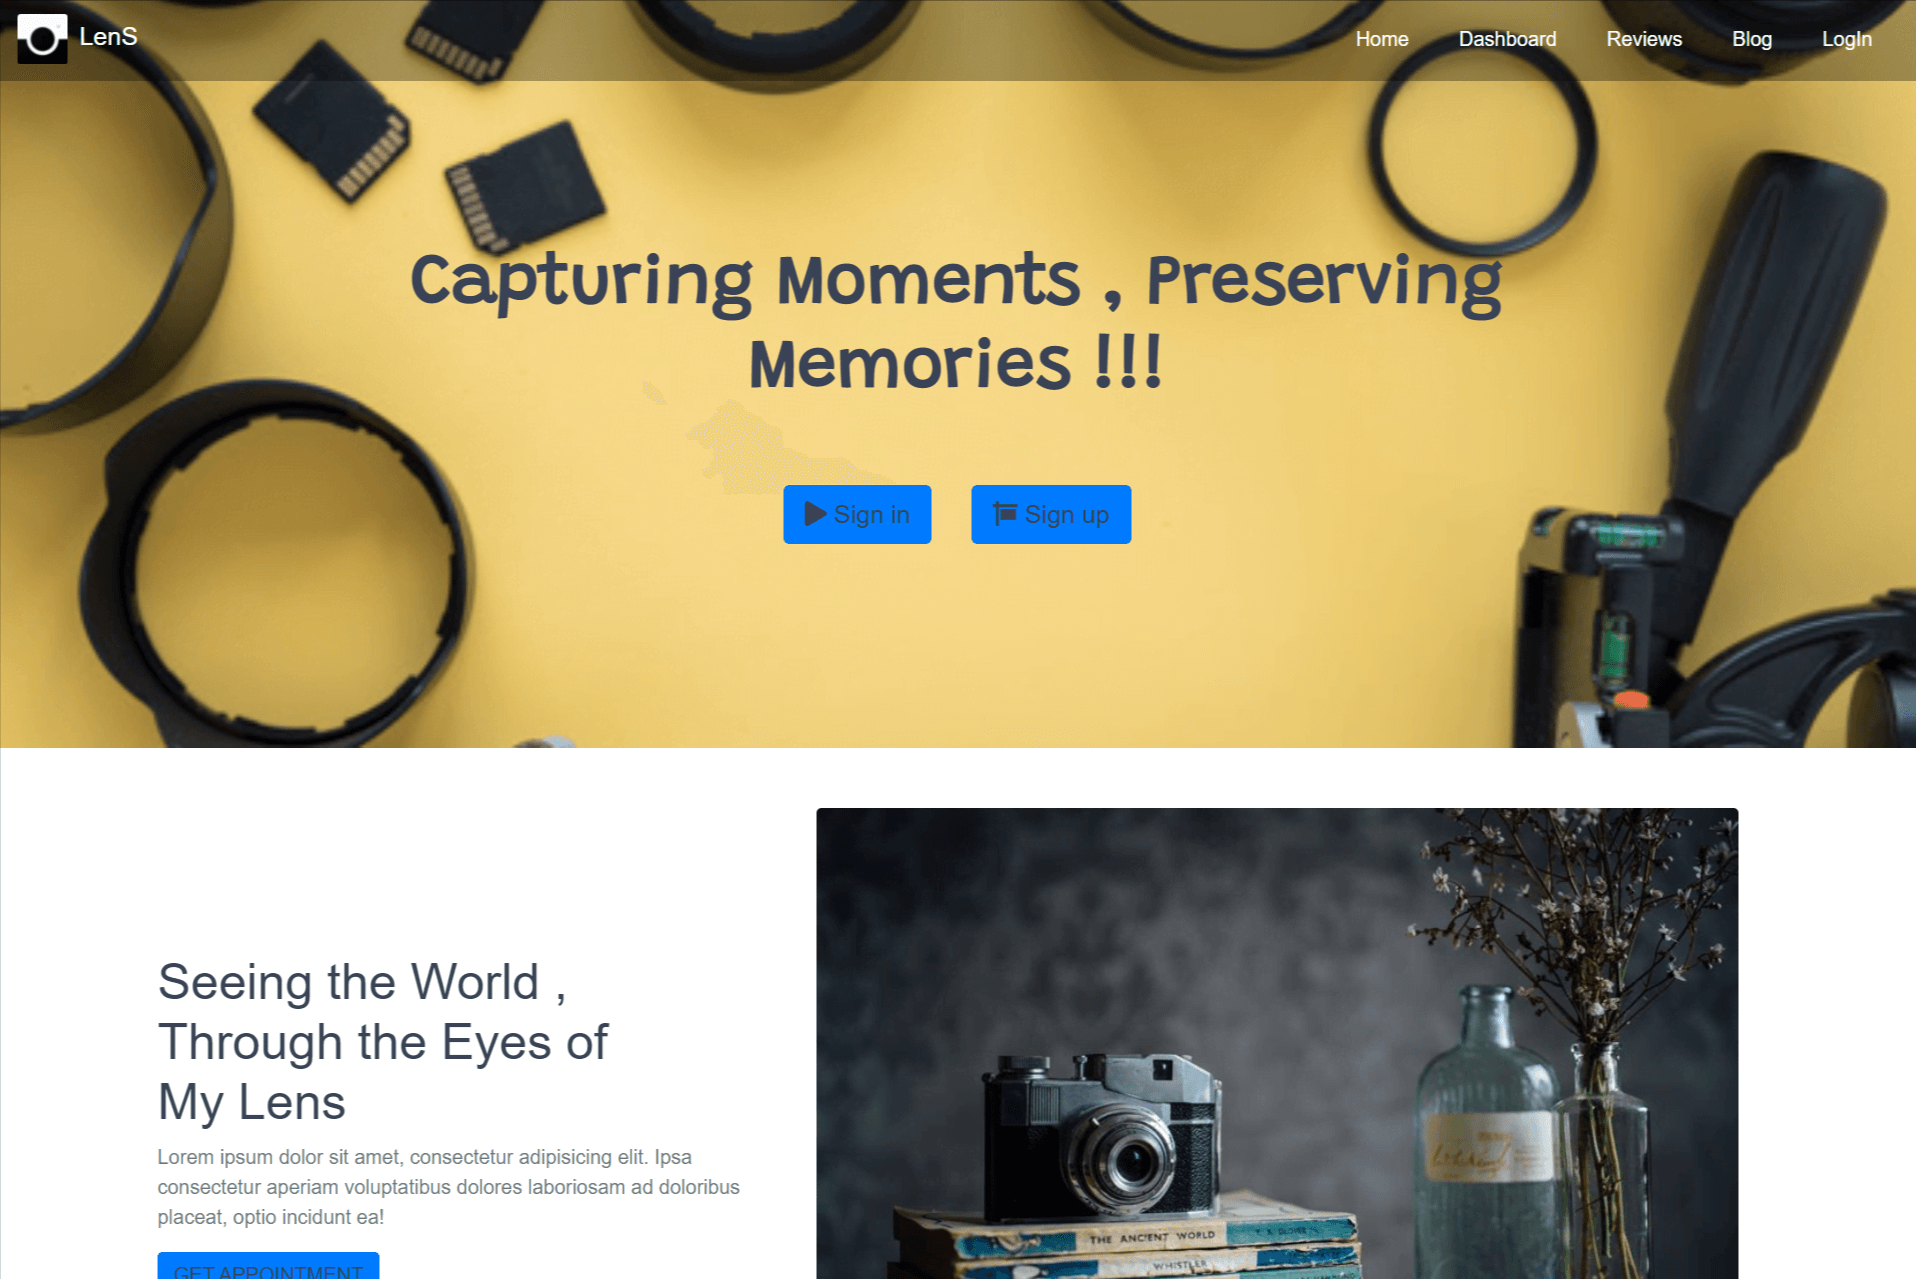 LenS
Home Dashboard Reviews Blog LogIn
Capturing Moments , Preserving
Memories !!!
Sign in Sign up
Seeing the World ,
Through the Eyes of
My Lens
Lorem ipsum dolor sit amet, consectetur adipisicing elit. Ipsa
consectetur aperiam voluptatibus dolores laboriosam ad doloribus
placeat, optio incidunt ea!
GET APPOINTMENT
THE ANCIENT WORLD
WHISTLER